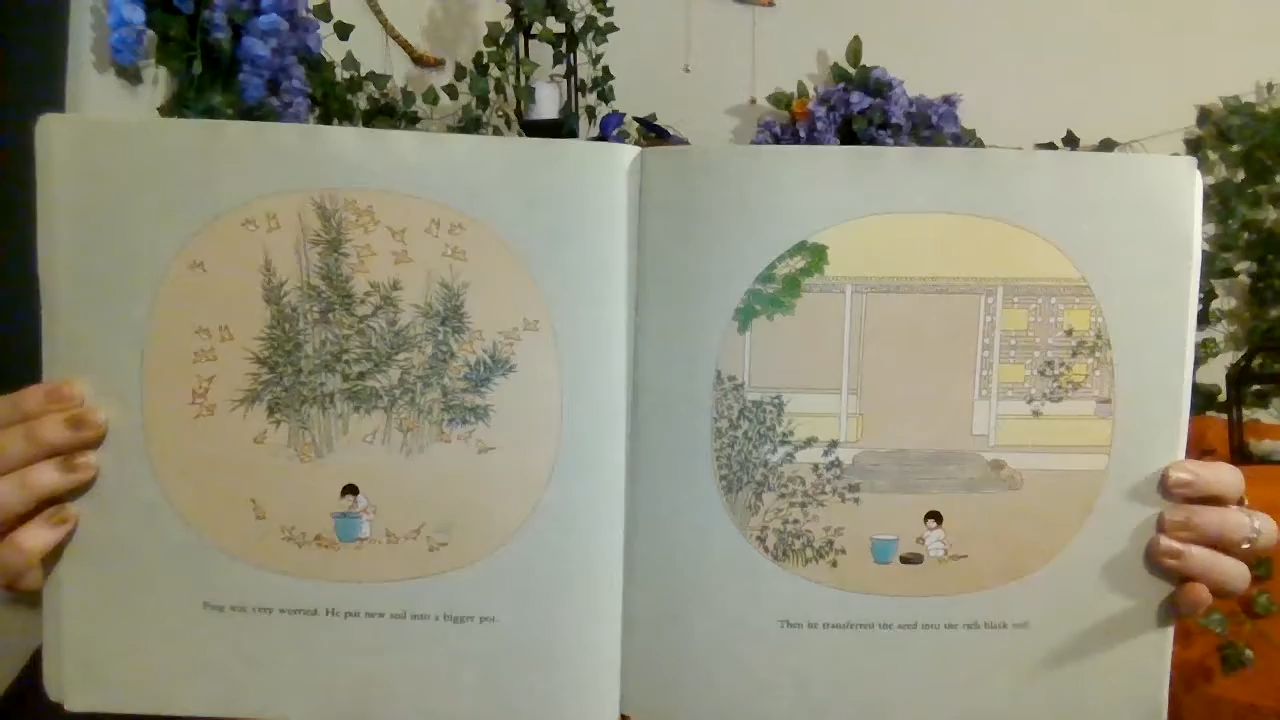 Ping was very worried. He put new soil into a bigger pot.
Then he transferred the seed into the rich black soil.